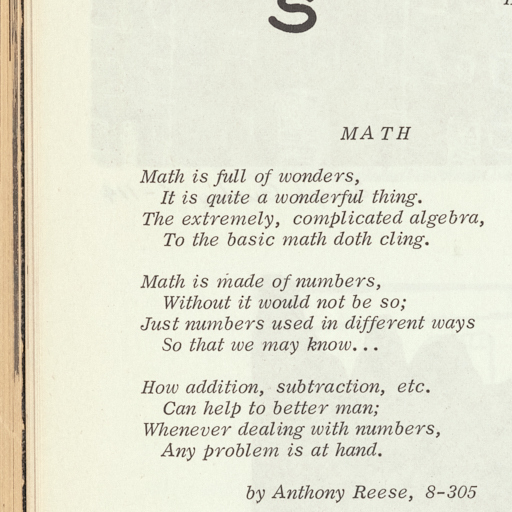 S
MATH
Math is full of wonders,
It is quite a wonderful thing.
The extremely, complicated algebra,
To the basic math doth cling.
Math is made of numbers,
Without it would not be so;
Just numbers used in different ways
So that we may know...
How addition, subtraction, etc.
Can help to better man;
Whenever dealing with numbers,
Any problem is at hand.
by Anthony Reese, 8-305